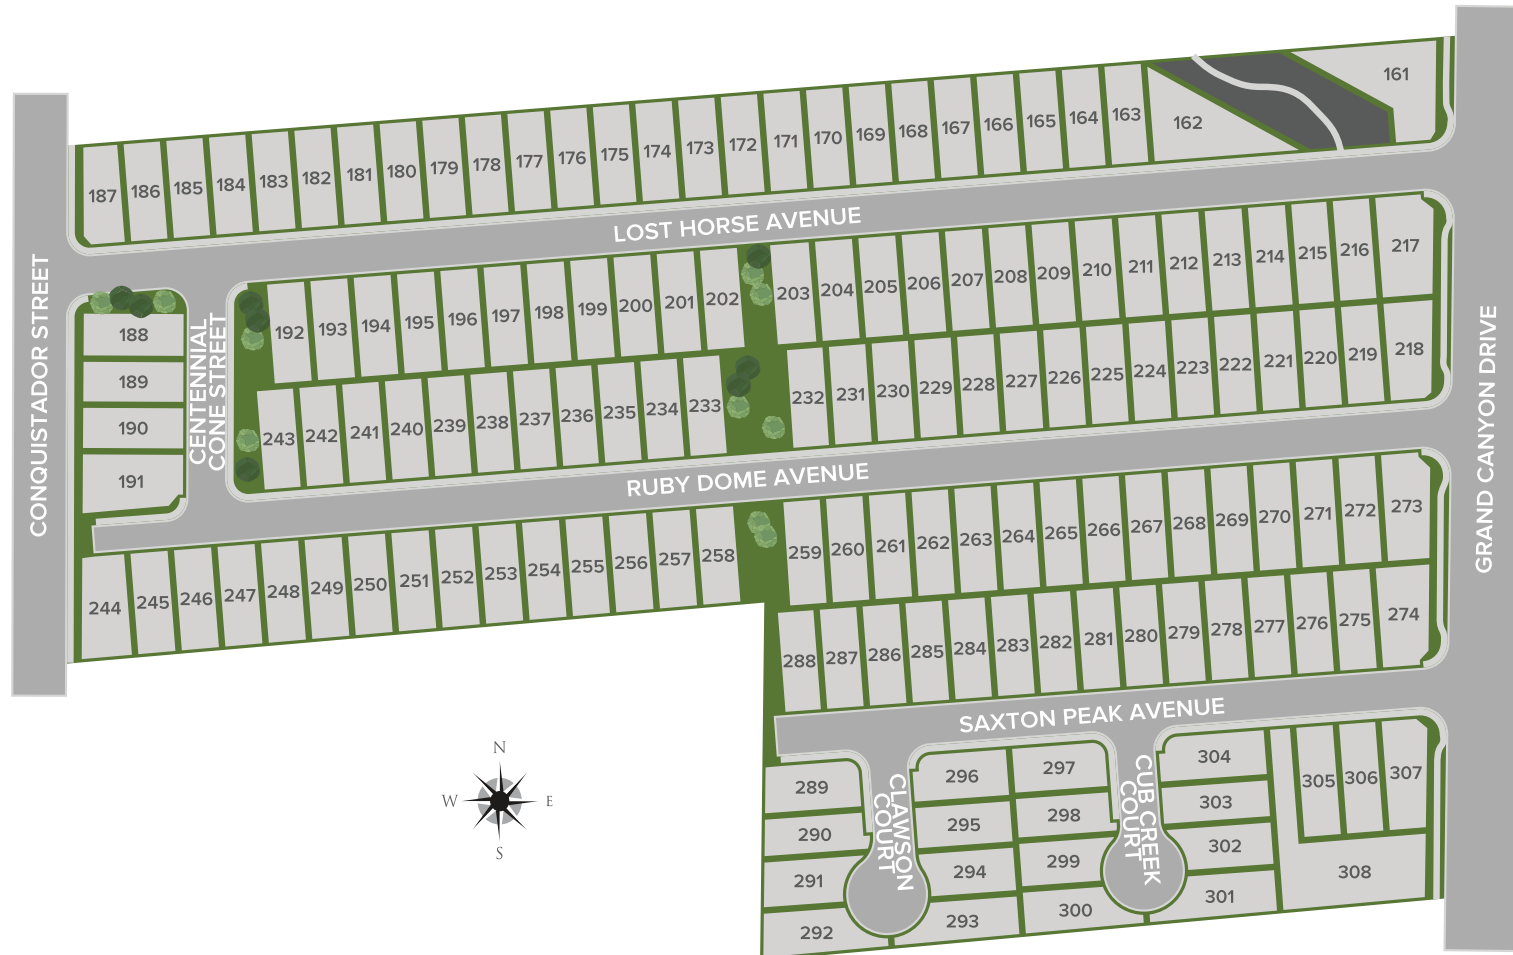 161
187 186 185 184 183 182 181 180 179 178 177 176 175 174 173 172 171 170 169 168 167 166 165 164 163 162
LOST HORSE AVENUE
CONQUISTADOR STREET
GRAND CANYON DRIVE
188
189
190
191
CENTENNIAL
CONE STREET
192 193 194 195 196 197 198 199 200 201 202 203 204 205 206 207 208 209 210 211 212 213 214 215 216 217
243 242 241 240 239 238 237 236 235 234 233 232 231 230 229 228 227 226 225 224 223 222 221 220 219 218
RUBY DOME AVENUE
244 245 246 247 248 249 250 251 252 253 254 255 256 257 258 259 260 261 262 263 264 265 266 267 268 269 270 271 272 273
288 287 286 285 284 283 282 281 280 279 278 277 276 275 274
SAXTON PEAK AVENUE
289
290
291
292
CLAWSON
COURT
296
295
294
293
297
298
299
300
CUB CREEK
COURT
304
303
302
301
305 306 307
308
N
W E
S